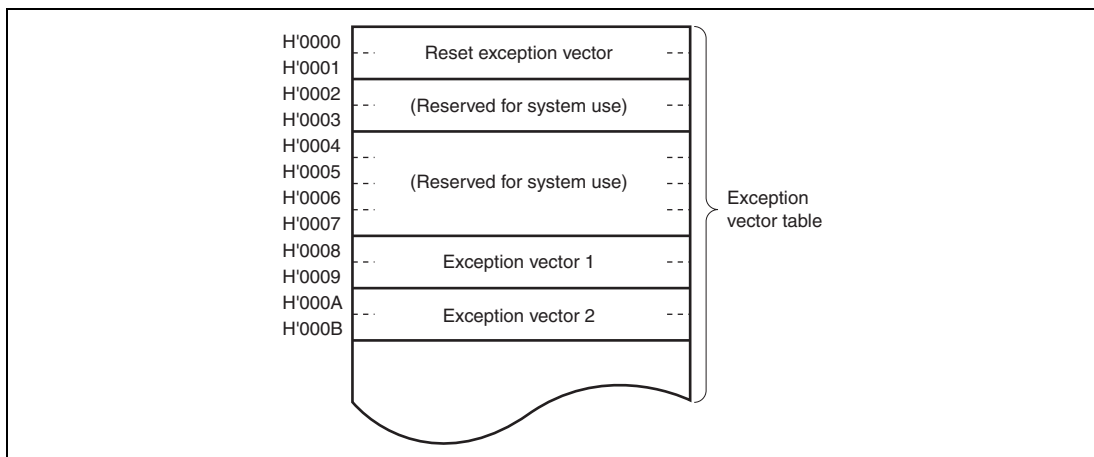 H'0000
Reset exception vector
H'0001
H'0002
(Reserved for system use)
H'0003
H'0004
H'0005
(Reserved for system use)
H'0006
H'0007
Exception
vector table
H'0008
Exception vector 1
H'0009
H'000A
Exception vector 2
H'000B